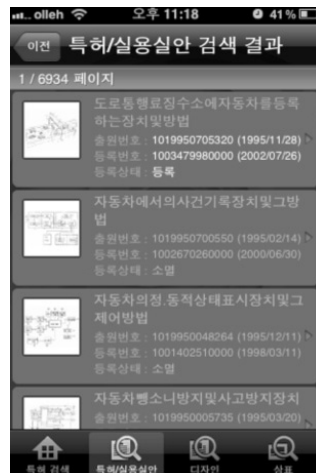 olleh 오후 11:18 41%
이전 특허/실용실안 검색 결과
1 / 6934 페이지
도로통행료징수소에자동차를등록
하는장치및방법
출원번호 : 1019950705320 (1995/11/28)
등록번호 : 1003479980000 (2002/07/26)
등록상태 : 등록
자동차에서의사건기록장치및그방
법
출원번호 : 1019950700550 (1995/02/14)
등록번호 : 1002670260000 (2000/06/30)
등록상태 : 소멸
자동차의정.동적상태표시장치및그
제어방법
출원번호 : 1019950048264 (1995/12/11)
등록번호 : 1001402510000 (1998/03/11)
등록상태 : 소멸
자동차뺑소니방지및사고방지장치
출원번호 : 1019950005735 (1995/03/20)
특허 검색 특허/실용실안 디자인 상표